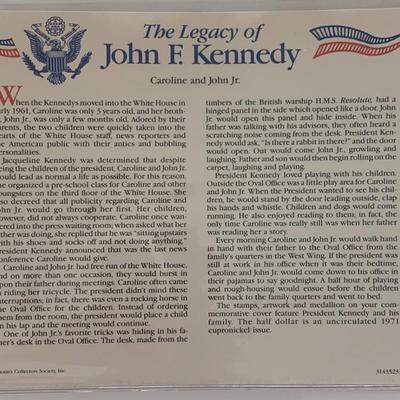 The Legacy of
John F. Kennedy
Caroline and John Jr.
When the Kennedys moved into the White House in
early 1961, Caroline was only 3 years old, and her broth-
er, John Jr., was only a few months old. Adored by their
parents, the two children were quickly taken into the
hearts of the White House staff, news reporters and
the American public with their antics and bubbling
personalities.
Jacqueline Kennedy was determined that despite
being the children of the president, Caroline and John Jr.
would lead as normal a life as possible. For this reason,
she organized a pre-school class for Caroline and other
youngsters on the third floor of the White House. She
also decreed that all publicity regarding Caroline and
John Jr. would go through her first. Her children,
however, did not always cooperate. Caroline once wan-
dered into the press waiting room; when asked what her
father was doing, she replied that he was "sitting upstairs
with his shoes and socks off and not doing anything."
President Kennedy announced that was the last news
conference Caroline would give.
Caroline and John Jr. had free run of the White House,
and on more than one occasion, they would burst in
upon their father during meetings. Caroline often came
in riding her tricycle. The president didn't mind these
interruptions; in fact, there was even a rocking horse in
the Oval Office for the children. Instead of ordering
them from the room, the president would place a child
on his lap and the meeting would continue.
One of John Jr.'s favorite tricks was hiding in his fa-
ther's desk in the Oval Office. The desk, made from the
timbers of the British warship H.M.S. Resolute, had a
hinged panel in the side which opened like a door. John
Jr. would open this panel and hide inside. When his
father was talking with his advisors, they often heard a
scratching noise coming from the desk. President Ken-
nedy would ask, "Is there a rabbit in there?" and the door
would open and out would come John Jr., growling and
laughing. Father and son would then begin rolling on the
carpet, laughing and playing.
President Kennedy loved playing with his children.
Outside the Oval Office was a little play area for Caroline
and John Jr. When the President wanted to see his chil-
dren, he would stand by the door leading outside, clap
his hands and whistle. Children and dogs would come
running. He also enjoyed reading to them; in fact, the
only time Caroline was really still was when her father
was reading her a story.
Every morning Caroline and John Jr. would walk hand
in hand with their father to the Oval Office from the
family's quarters in the West Wing. If the president was
still at work in his office when it was their bedtime,
Caroline and John Jr. would come down to his office in
their pajamas to say goodnight. A half hour of playing
and rough-housing would ensue before the children
went back to the family quarters and went to bed.
The stamps, artwork and medallion on your com-
memorative cover feature President Kennedy and his
family. The half dollar is an uncirculated 1971
cupronickel issue.
Collectors Society, Inc.
3143523